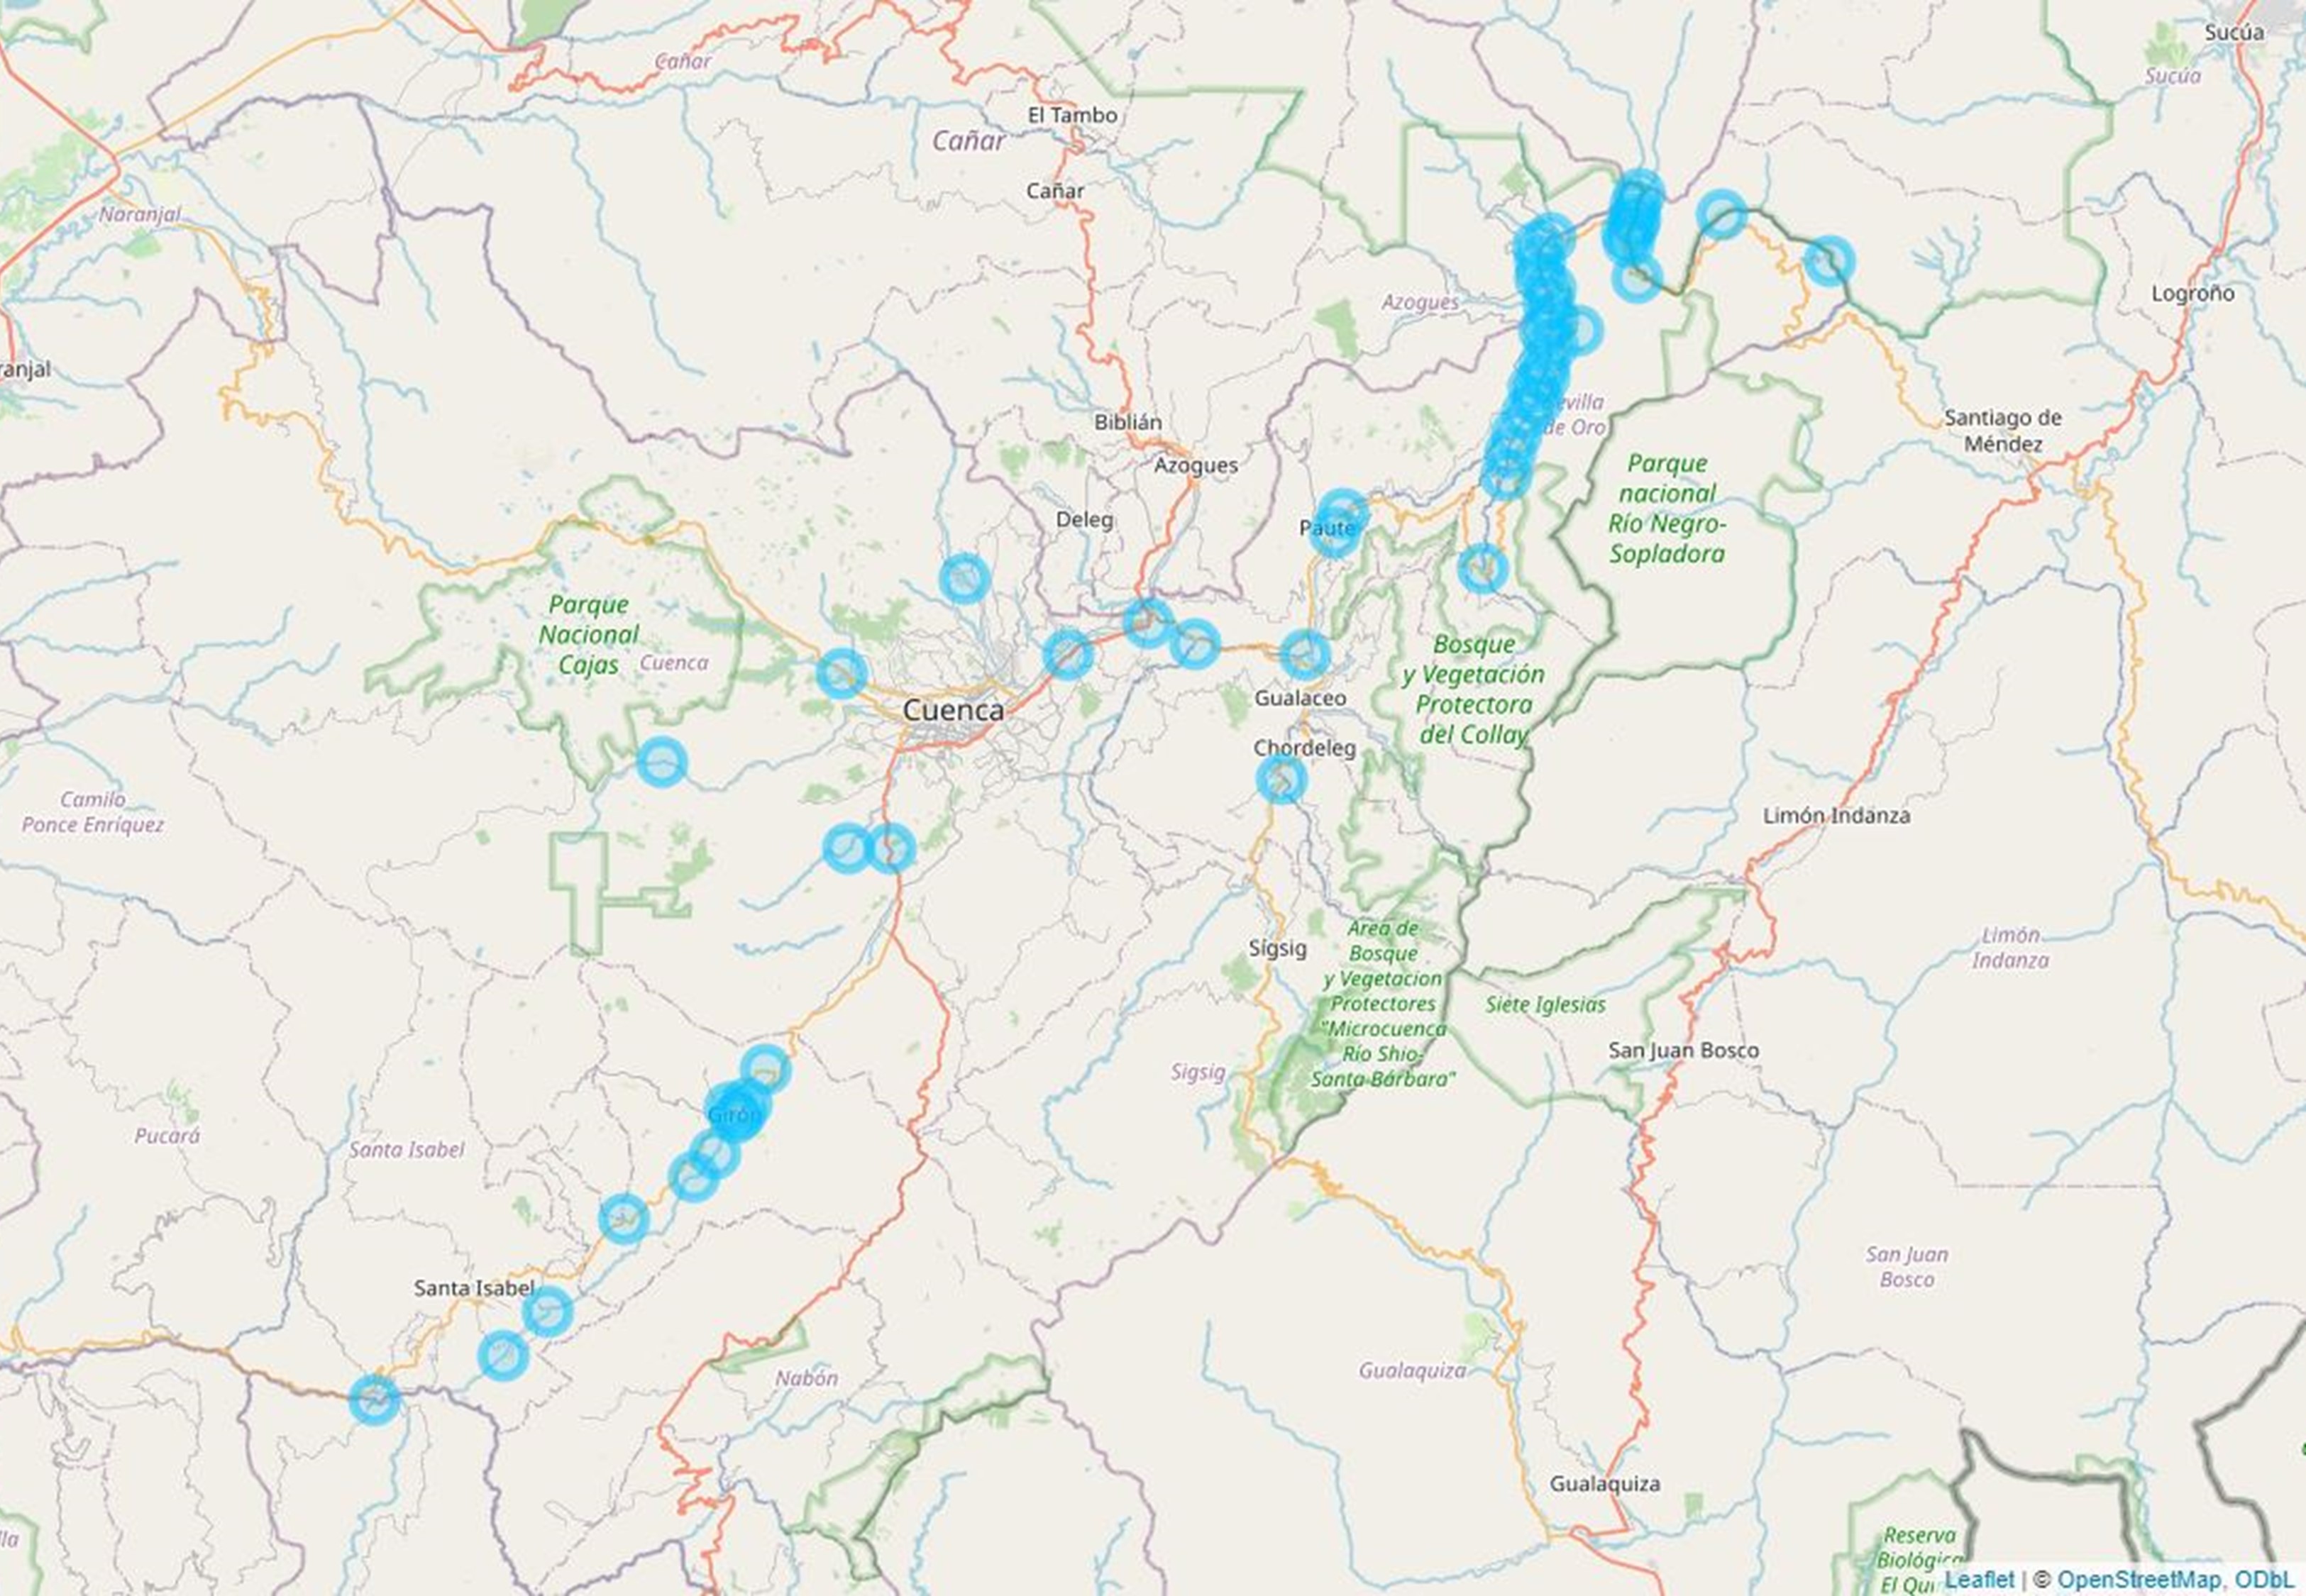 Sucúa
Cañar
Sucúa
El Tambo
Cañar
Cañar
Naranjal
Azogues
Logroño
ranjal
Biblián
evilla
de Oro
Santiago de
Méndez
Azogues
Parque
nacional
Río Negro-
Sopladora
Deleg
Paute
Parque
Nacional
Cajas
Cuenca
Bosque
y Vegetación
Protectora
del Collay
Gualaceo
Cuenca
Chordeleg
Camilo
Ponce Enríquez
Limón Indanza
Sígsig
Área de
Bosque
y Vegetacion
Protectores
"Microcuenca
Río Shio-
Santa Bárbara"
Limón
Indanza
Siete Iglesias
San Juan Bosco
Sigsig
Girón
Pucará
Santa Isabel
San Juan
Bosco
Santa Isabel
Nabón
Gualaquiza
Gualaquiza
lla
Reserva
Biológica
El Qui
Leaflet | © OpenStreetMap, ODbL